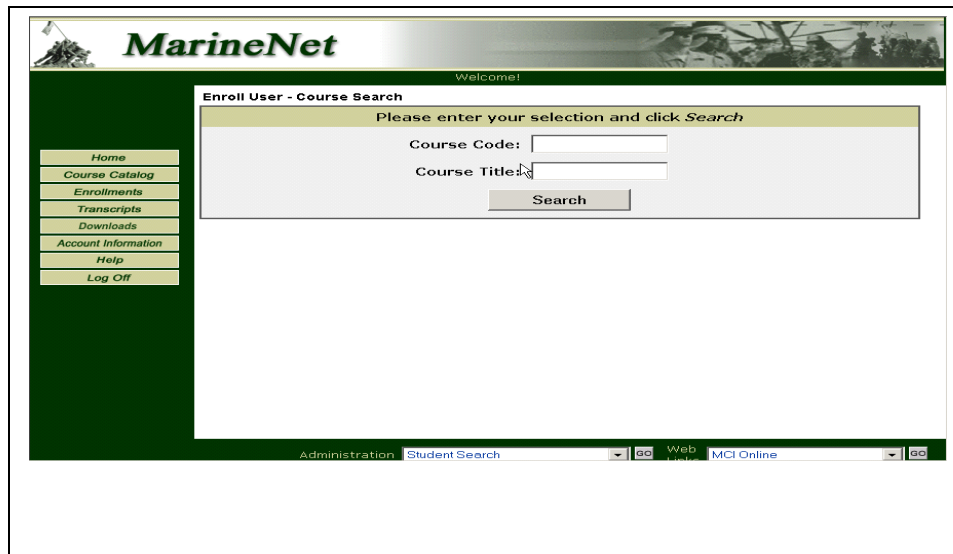 MarineNet
Welcome!
Enroll User - Course Search
Please enter your selection and click Search
Course Code:
Course Title:
Search
Home
Course Catalog
Enrollments
Transcripts
Downloads
Account Information
Help
Log Off
Administration Student Search GO Web Links MCI Online GO